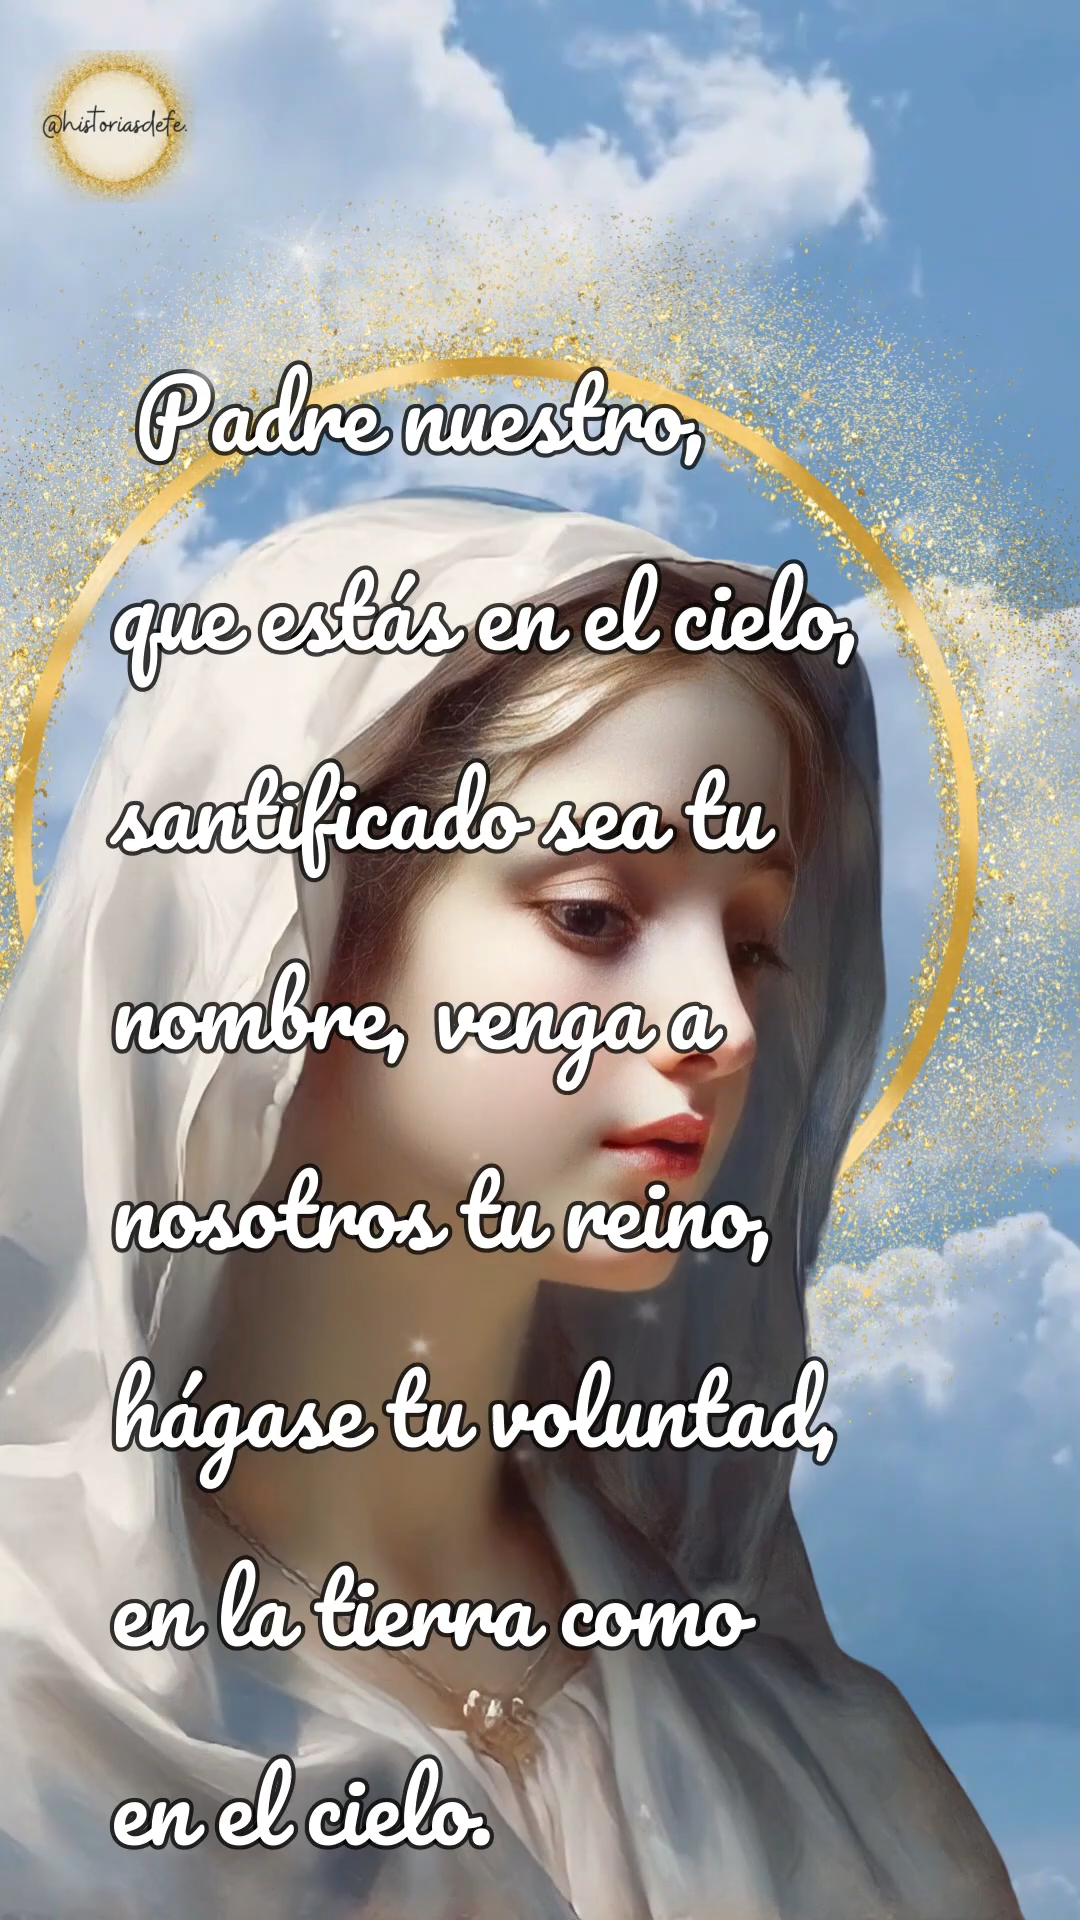 @historiasdefe.
Padre nuestro,
que estás en el cielo,
santificado sea tu
nombre, venga a
nosotros tu reino,
hágase tu voluntad,
en la tierra como
en el cielo.